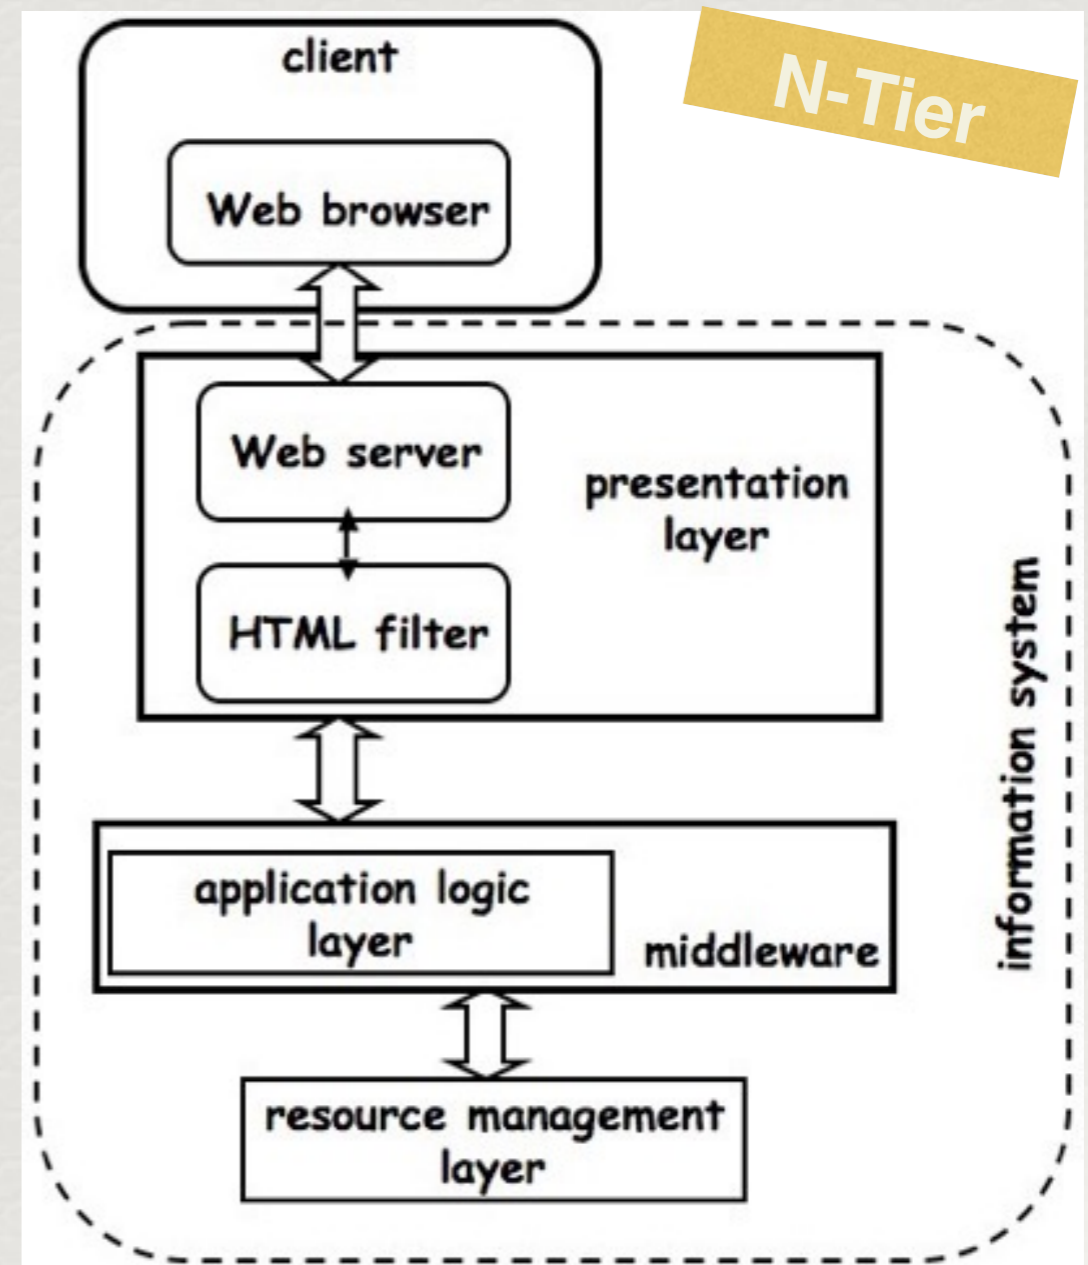 client
N-Tier
Web browser
Web server
presentation
layer
HTML filter
information system
application logic
layer
middleware
resource management
layer